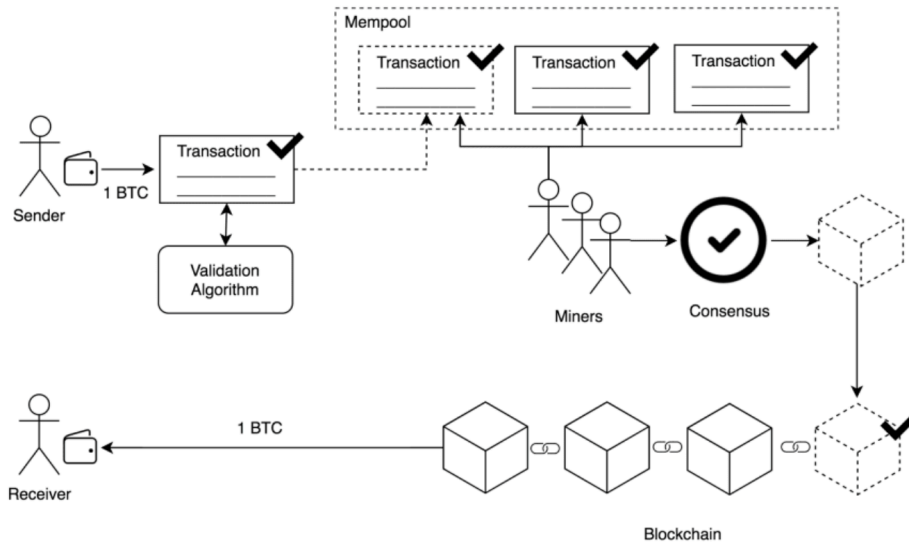 Mempool
Transaction
Transaction
Transaction
Transaction
1 BTC
Sender
Validation
Algorithm
Miners
Consensus
1 BTC
Receiver
Blockchain